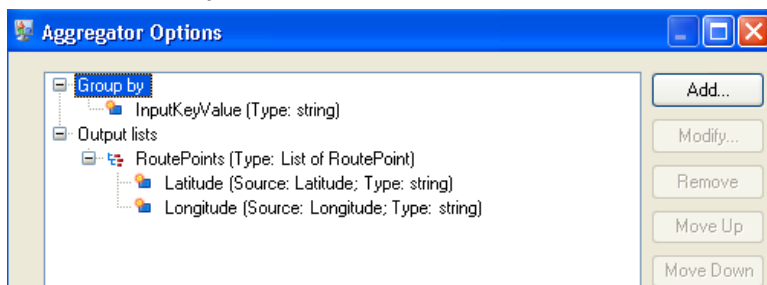 Aggregator Options
Group by
InputKeyValue (Type: string)
Output lists
RoutePoints (Type: List of RoutePoint)
Latitude (Source: Latitude; Type: string)
Longitude (Source: Longitude; Type: string)
Add...
Modify...
Remove
Move Up
Move Down